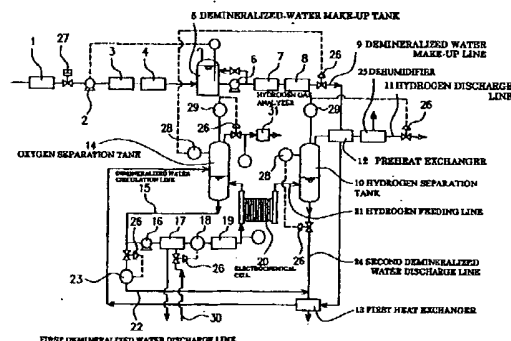 5 DEMINERALIZED-WATER MAKE-UP TANK
26
1
27
3
4
6
7
8
9 DEMINERALIZED WATER
MAKE-UP LINE
25 DEHUMIDIFIER
11 HYDROGEN DISCHARGE
LINE
2
HYDROGEN GAS
ANALYZER
26
29
26
31
29
28
14
OXYGEN SEPARATION TANK
12 PREHEAT EXCHANGER
DEMINERALIZED WATER
CIRCULATION LINE
28
10 HYDROGEN SEPARATION
TANK
15
21 HYDROGEN FEEDING LINE
26
16
17
18
19
20
26
26
ELECTROCHEMICAL
CELL
24 SECOND DEMINERALIZED
WATER DISCHARGE LINE
23
22
30
13 FIRST HEAT EXCHANGER
FIRST DEMINERALIZED WATER DISCHARGE LINE